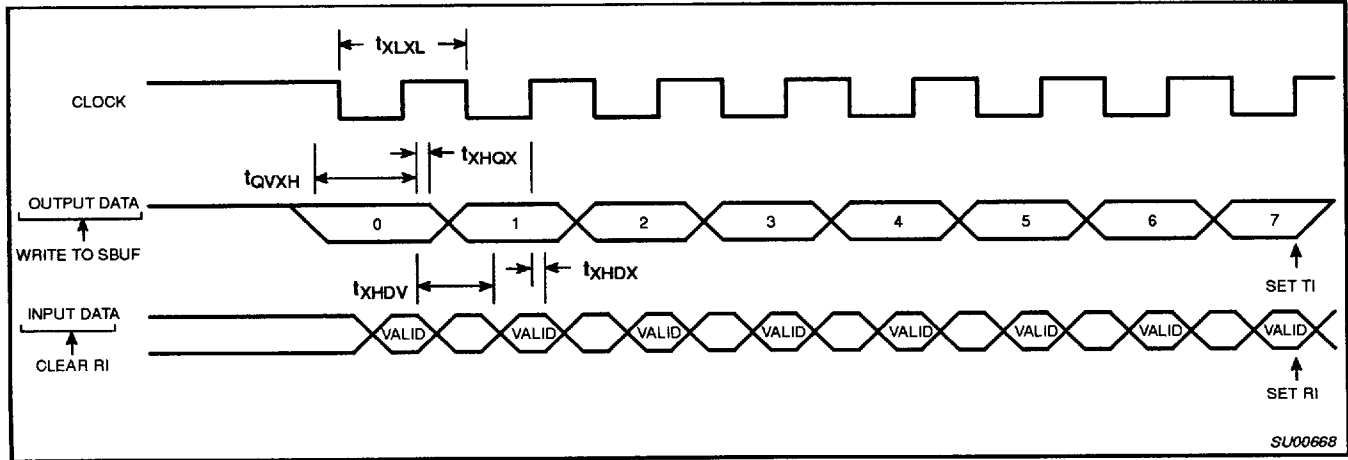 tXLXL
CLOCK
tQVXH
tXHQX
OUTPUT DATA
0 1 2 3 4 5 6 7
WRITE TO SBUF
SET TI
tXHDV
tXHDX
INPUT DATA
VALID VALID VALID VALID VALID VALID VALID VALID
CLEAR RI
SET RI
SU00668